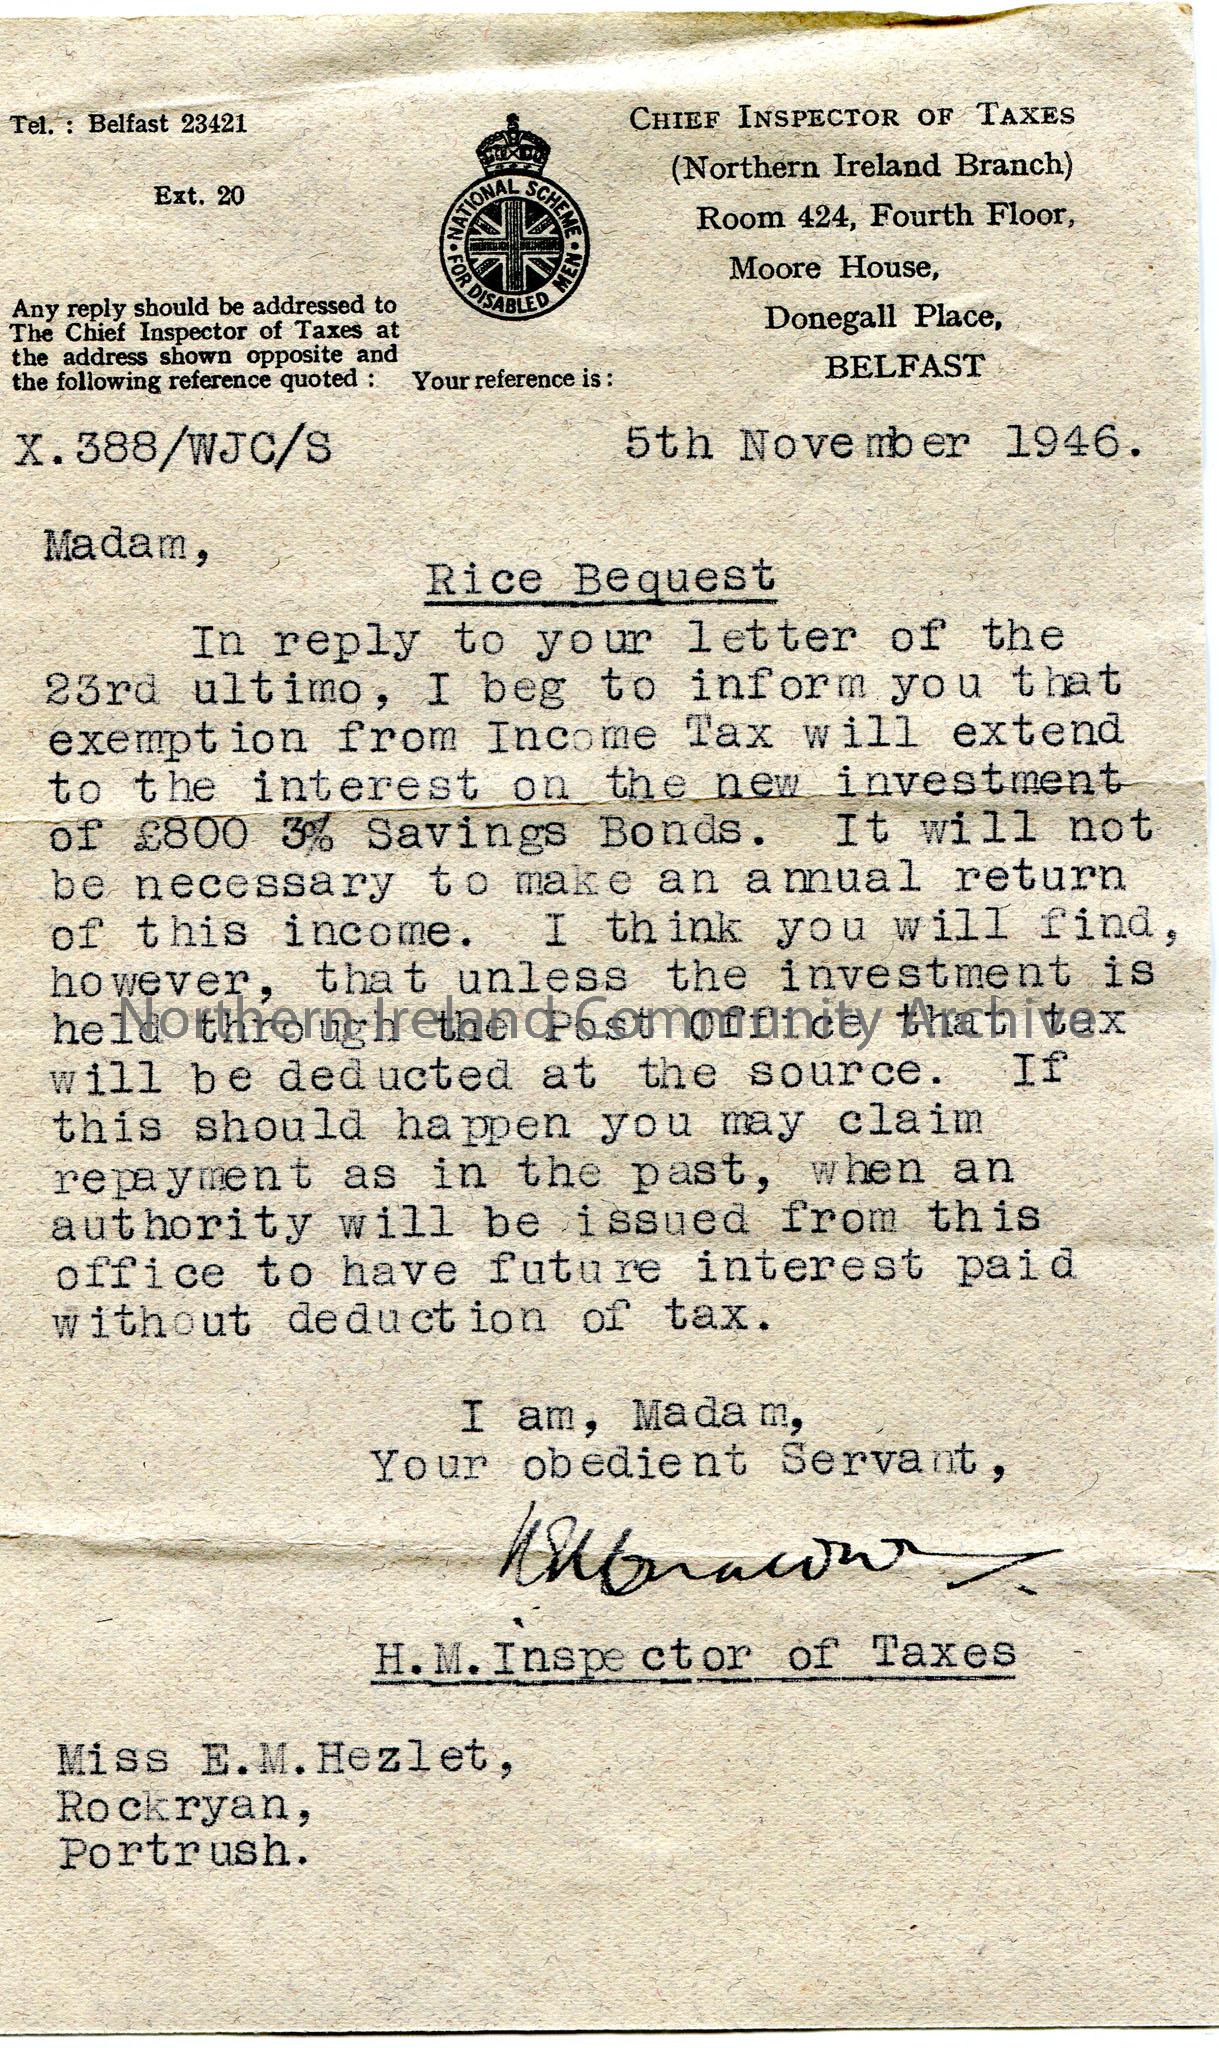 Tel. : Belfast 23421
Ext. 20
NATIONAL SCHEME
FOR DISABLED MEN
CHIEF INSPECTOR OF TAXES
(Northern Ireland Branch)
Room 424, Fourth Floor,
Moore House,
Donegall Place,
BELFAST
Any reply should be addressed to
The Chief Inspector of Taxes at
the address shown opposite and
the following reference quoted :
Your reference is :
X.388/WJC/S
5th November 1946.
Madam,
Rice Bequest
In reply to your letter of the
23rd ultimo, I beg to inform you that
exemption from Income Tax will extend
to the interest on the new investment
of £800 3% Savings Bonds. It will not
be necessary to make an annual return
of this income. I think you will find,
however, that unless the investment is
held through the Post Office that tax
will be deducted at the source. If
this should happen you may claim
repayment as in the past, when an
authority will be issued from this
office to have future interest paid
without deduction of tax.
I am, Madam,
Your obedient Servant,
H.M.Inspector of Taxes
Miss E.M.Hezlet,
Rockryan,
Portrush.
Northern Ireland Community Archive